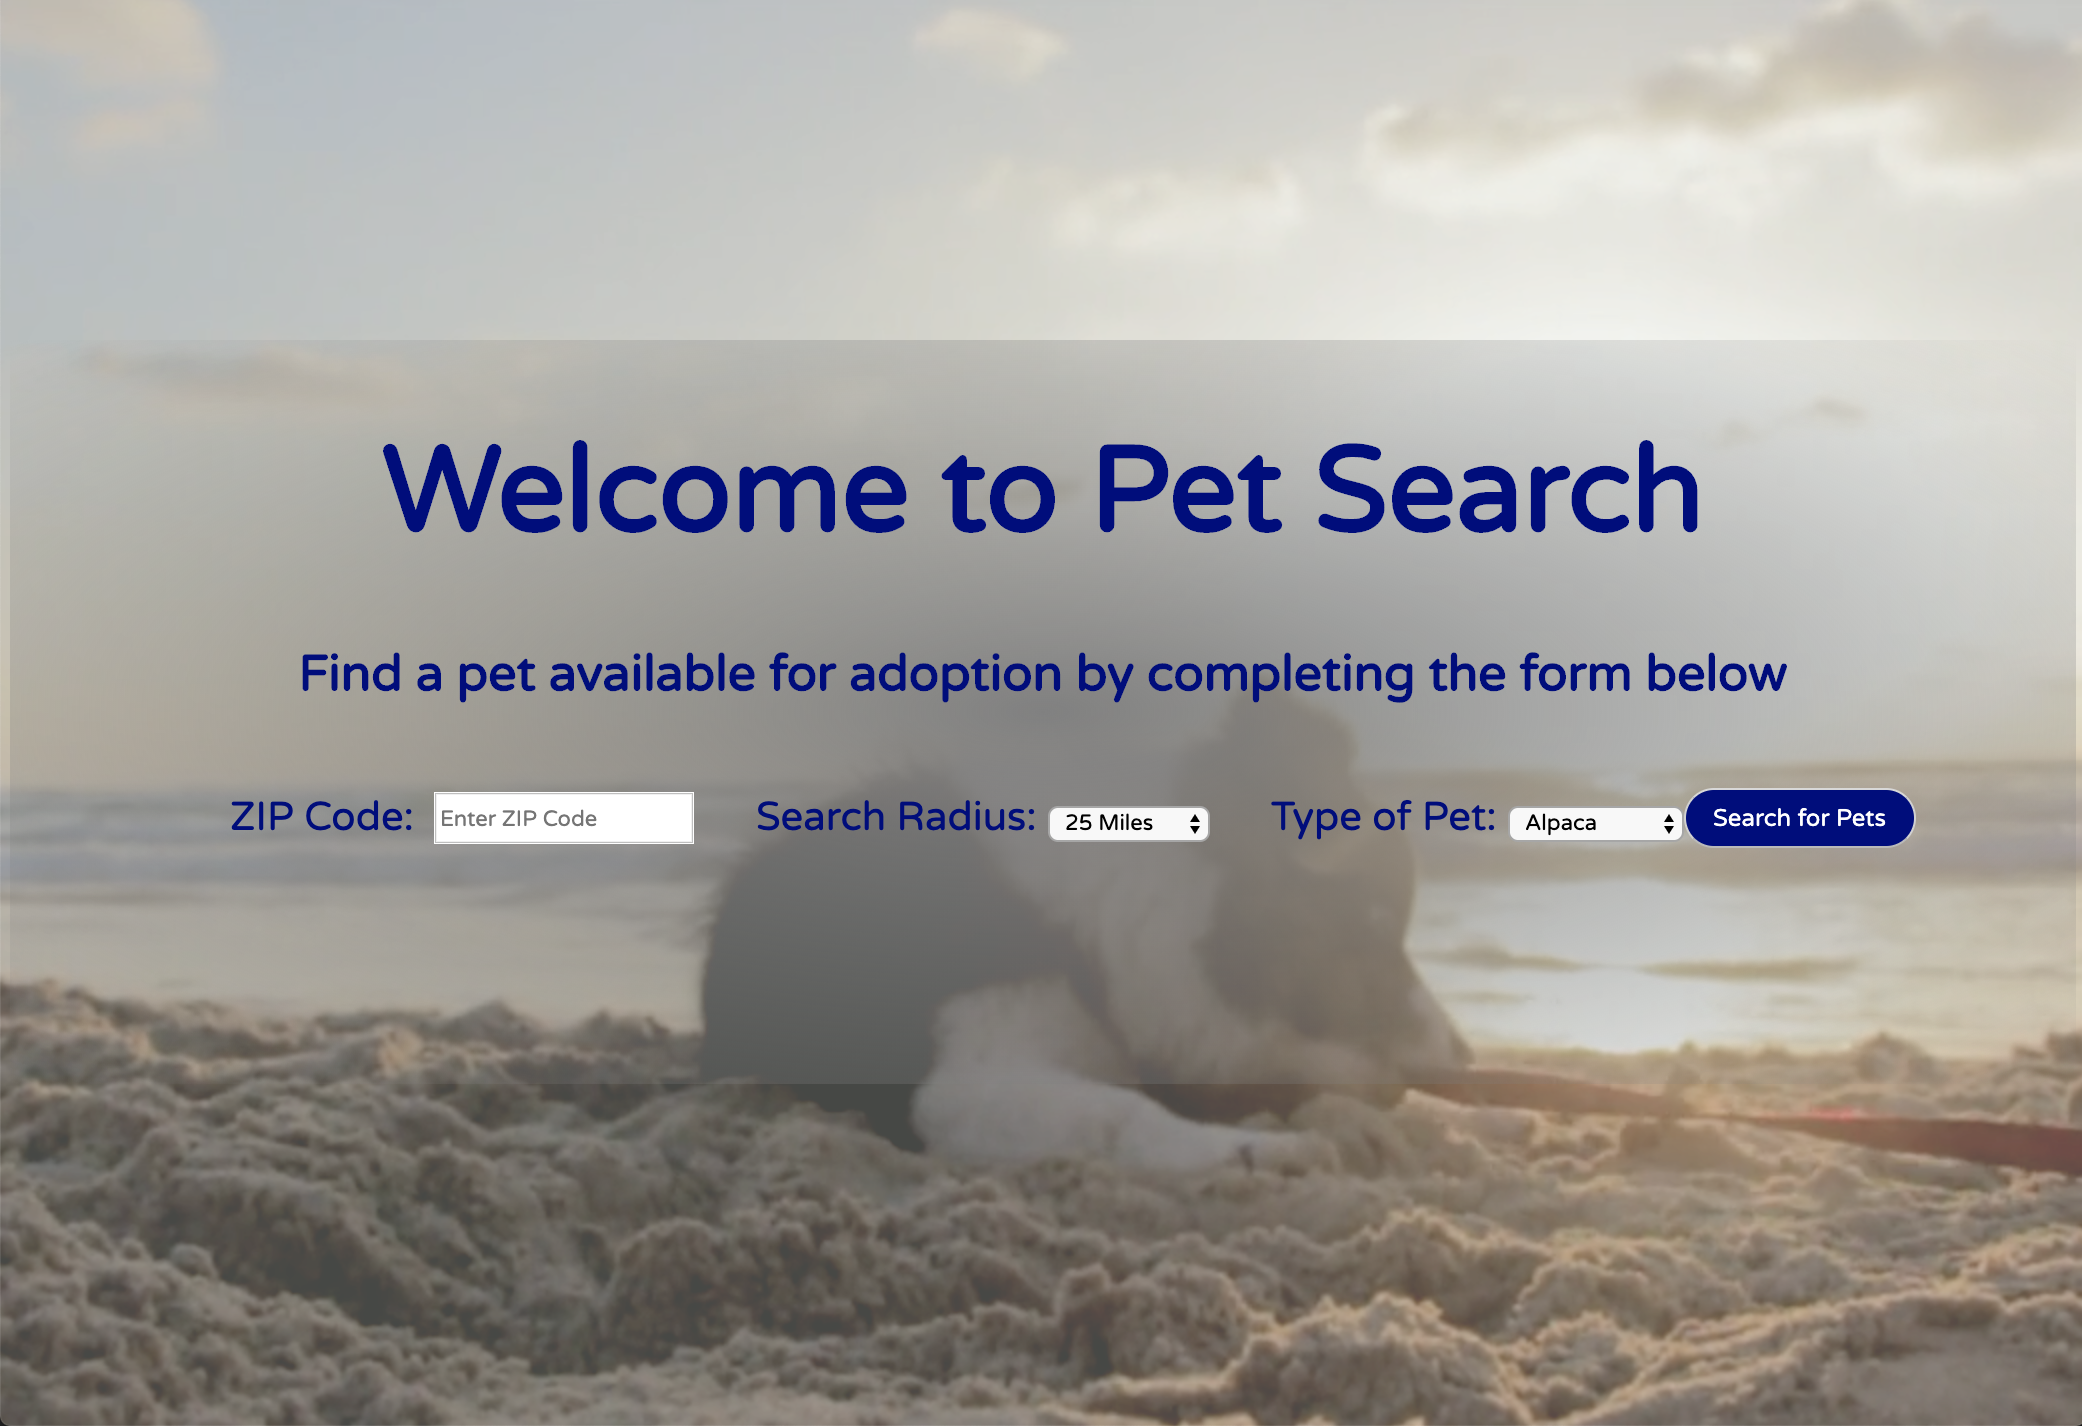 Welcome to Pet Search
Find a pet available for adoption by completing the form below
ZIP Code: Enter ZIP Code Search Radius: 25 Miles Type of Pet: Alpaca Search for Pets